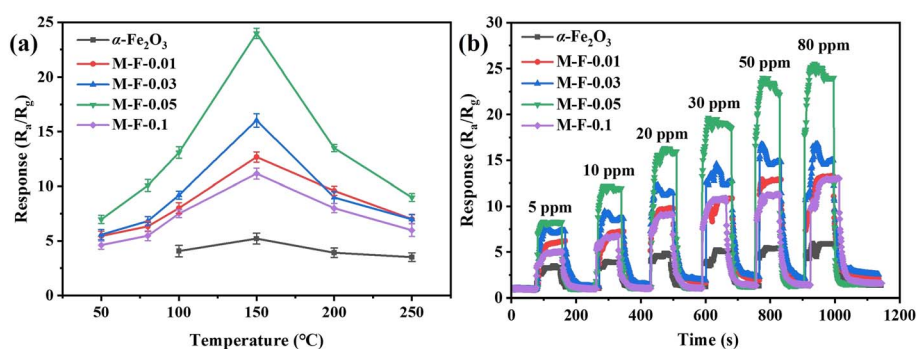 (a)
α-Fe₂O₃
M-F-0.01
M-F-0.03
M-F-0.05
M-F-0.1
Response (Rₐ/R_g)
25
20
15
10
5
0
50 100 150 200 250
Temperature (°C)
(b)
α-Fe₂O₃
M-F-0.01
M-F-0.03
M-F-0.05
M-F-0.1
5 ppm
10 ppm
20 ppm
30 ppm
50 ppm
80 ppm
Response (Rₐ/R_g)
30
25
20
15
10
5
0
0 200 400 600 800 1000 1200
Time (s)